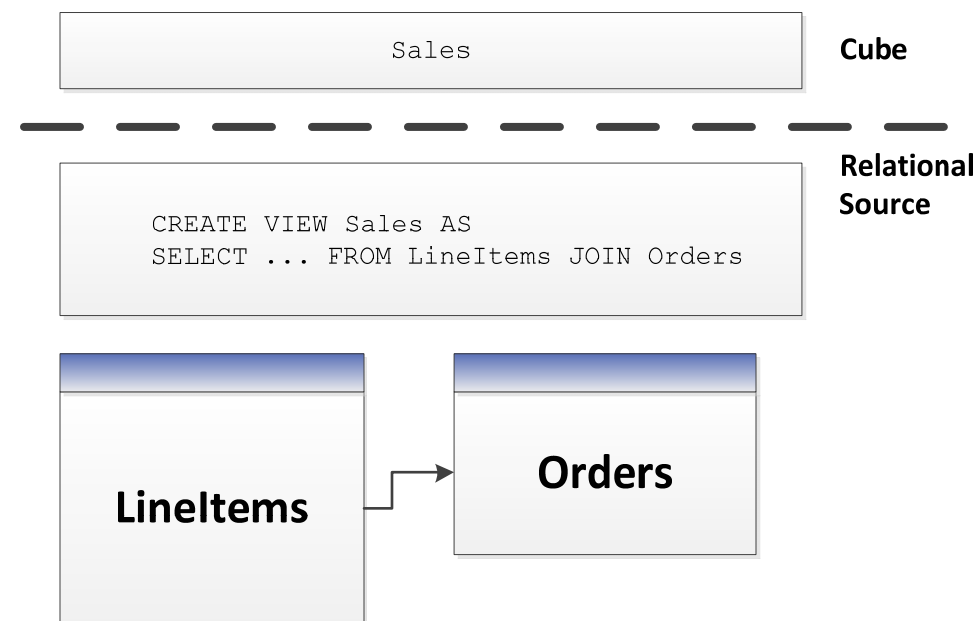 Sales
Cube
Relational
Source
CREATE VIEW Sales AS
SELECT ... FROM LineItems JOIN Orders
LineItems
Orders